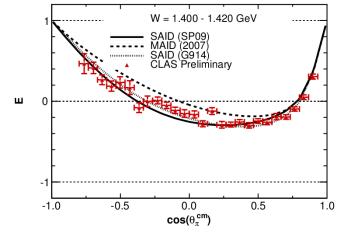 W = 1.400 - 1.420 GeV
SAID (SP09)
MAID (2007)
SAID (G914)
CLAS Preliminary
E
1
0
-1
-1.0 -0.5 0.0 0.5 1.0
cos(θπcm)